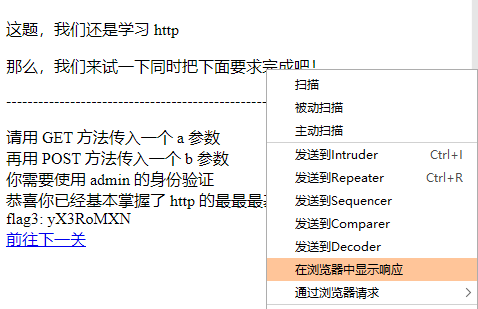 这题，我们还是学习 http
那么，我们来试一下同时把下面要求完成吧！
--------------------------------------------------
请用 GET 方法传入一个 a 参数
再用 POST 方法传入一个 b 参数
你需要使用 admin 的身份验证
恭喜你已经基本掌握了 http 的最最最
flag3: yX3RoMXN
前往下一关
扫描
被动扫描
主动扫描
发送到Intruder Ctrl+I
发送到Repeater Ctrl+R
发送到Sequencer
发送到Comparer
发送到Decoder
在浏览器中显示响应
通过浏览器请求